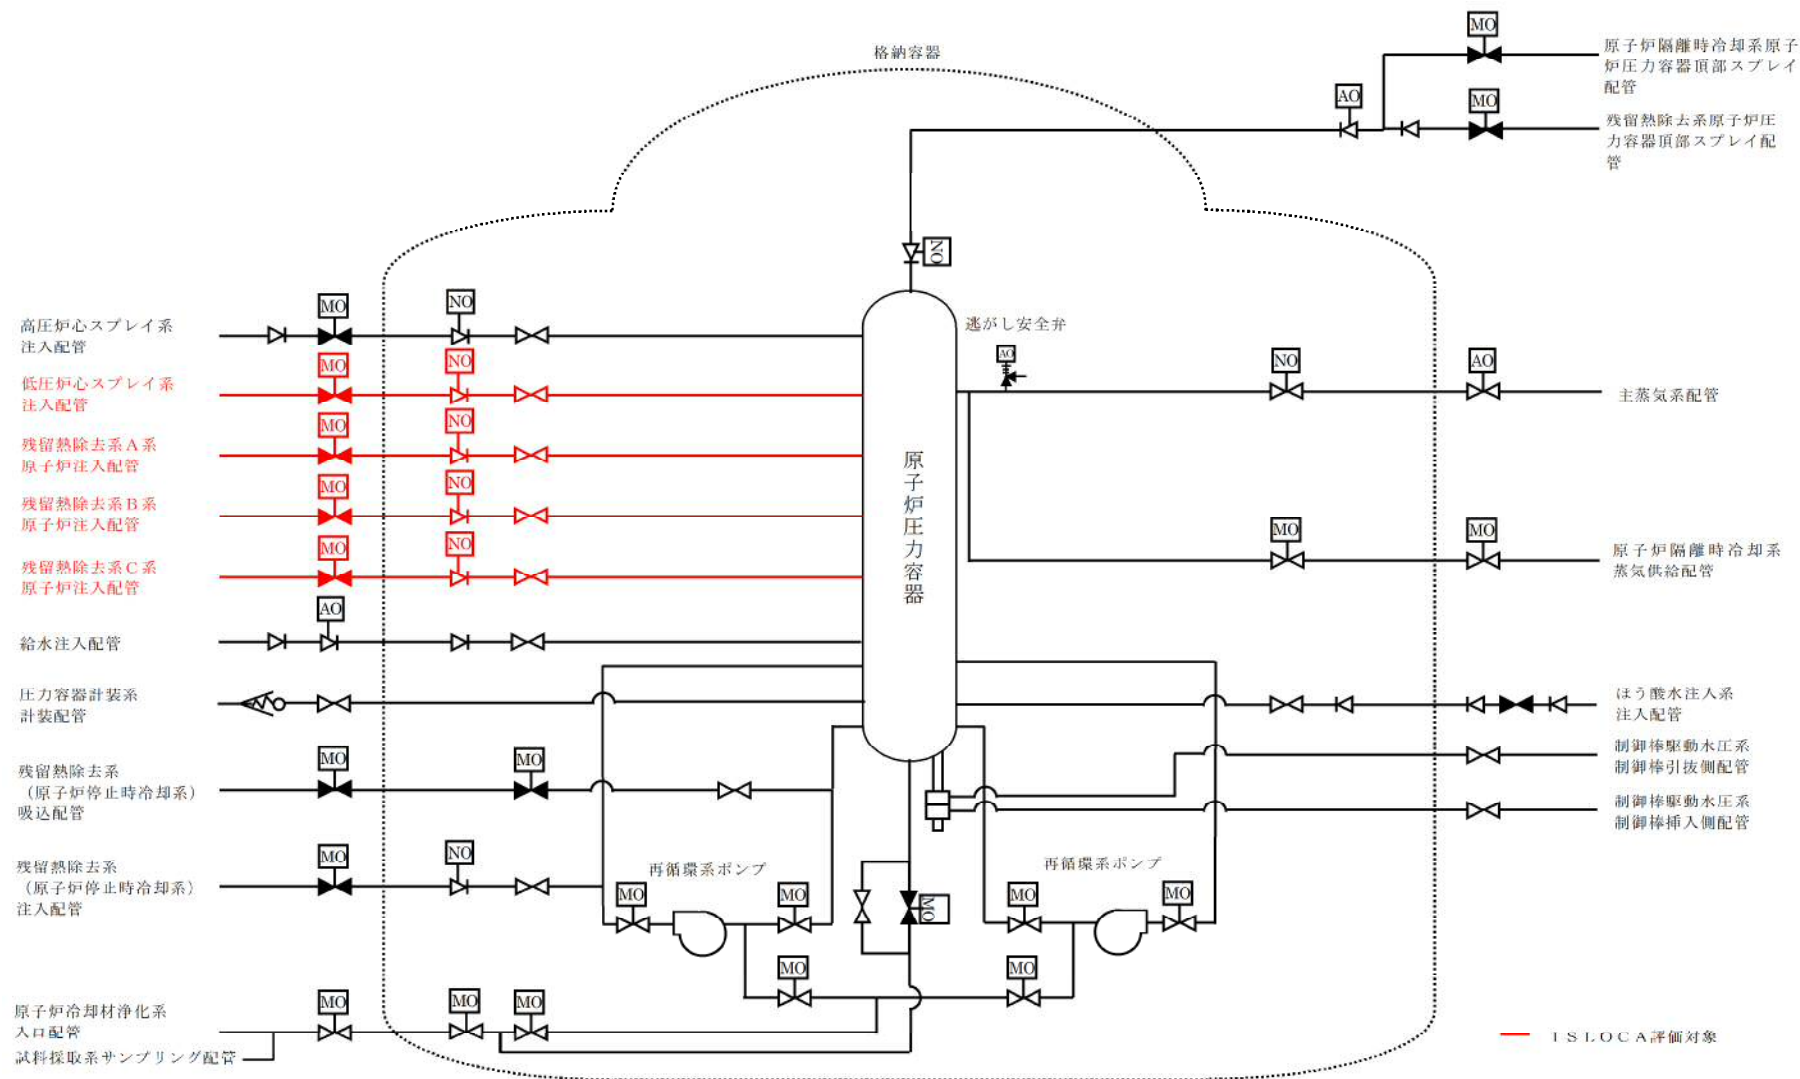 格納容器
MO
原子炉隔離時冷却系原子
炉圧力容器頂部スプレイ
配管
AO
MO
残留熱除去系原子炉圧
力容器頂部スプレイ配
管
NO
高圧炉心スプレイ系
注入配管
MO
NO
逃がし安全弁
AO
低圧炉心スプレイ系
注入配管
MO
NO
NO
AO
主蒸気系配管
残留熱除去系A系
原子炉注入配管
MO
NO
原子炉圧力容器
残留熱除去系B系
原子炉注入配管
MO
NO
MO
MO
原子炉隔離時冷却系
蒸気供給配管
残留熱除去系C系
原子炉注入配管
MO
NO
給水注入配管
AO
圧力容器計装系
計装配管
ほう酸水注入系
注入配管
制御棒駆動水圧系
制御棒引抜側配管
残留熱除去系
(原子炉停止時冷却系)
吸込配管
MO
MO
制御棒駆動水圧系
制御棒挿入側配管
残留熱除去系
(原子炉停止時冷却系)
注入配管
MO
NO
再循環系ポンプ
MO
MO
MO
再循環系ポンプ
MO
MO
MO
MO
原子炉冷却材浄化系
入口配管
MO
MO
MO
試料採取系サンプリング配管
ISLOCA評価対象